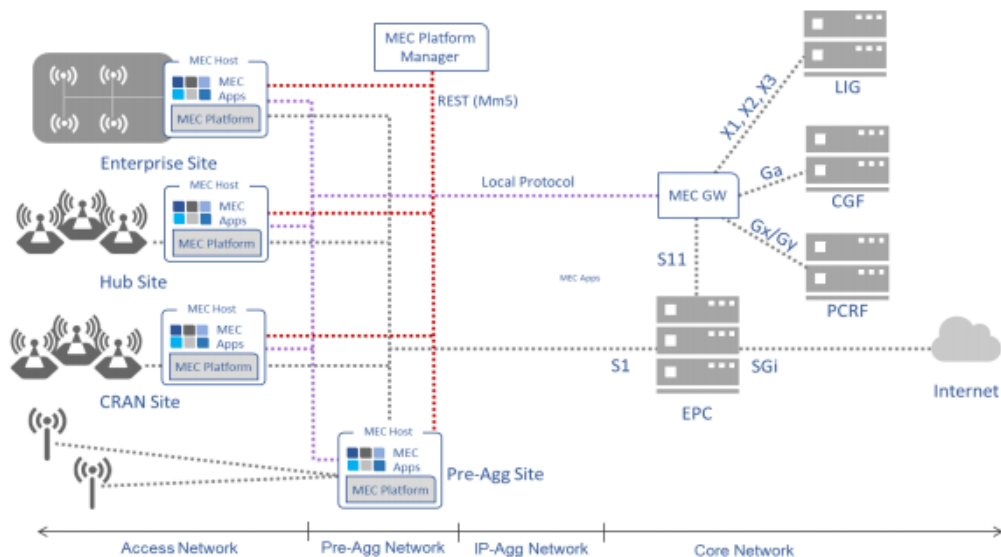 MEC Host
MEC
Apps
MEC Platform
Enterprise Site
MEC Platform
Manager
REST (Mm5)
MEC Host
MEC
Apps
MEC Platform
Hub Site
MEC Host
MEC
Apps
MEC Platform
CRAN Site
MEC Host
MEC
Apps
MEC Platform
Pre-Agg Site
Local Protocol
MEC GW
X1, X2, X3
LIG
Ga
CGF
Gx/Gy
PCRF
S11
MEC Apps
S1
EPC
SGi
Internet
Access Network
Pre-Agg Network
IP-Agg Network
Core Network